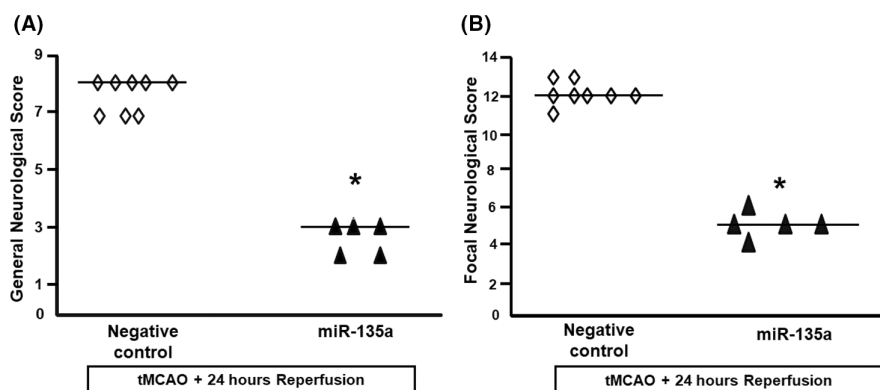 (A)
General Neurological Score
9
7
5
3
1
0
*
Negative
control
miR-135a
tMCAO + 24 hours Reperfusion
(B)
Focal Neurological Score
14
12
10
8
6
4
2
0
*
Negative
control
miR-135a
tMCAO + 24 hours Reperfusion